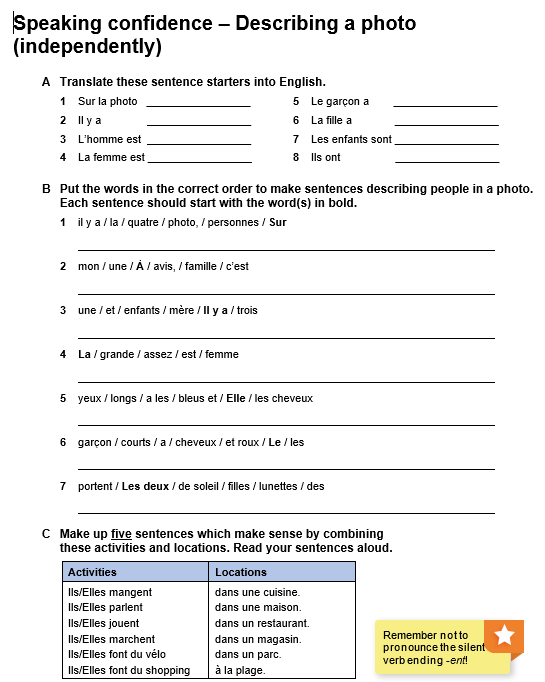 Speaking confidence – Describing a photo
(independently)
A Translate these sentence starters into English.
1 Sur la photo ____________________
2 Il y a ____________________
3 L'homme est ____________________
4 La femme est ____________________
5 Le garçon a ____________________
6 La fille a ____________________
7 Les enfants sont ____________________
8 Ils ont ____________________
B Put the words in the correct order to make sentences describing people in a photo.
Each sentence should start with the word(s) in bold.
1 il y a / la / quatre / photo, / personnes / Sur
2 mon / une / Á / avis, / famille / c'est
3 une / et / enfants / mère / Il y a / trois
4 La / grande / assez / est / femme
5 yeux / longs / a les / bleus et / Elle / les cheveux
6 garçon / courts / a / cheveux / et roux / Le / les
7 portent / Les deux / de soleil / filles / lunettes / des
C Make up five sentences which make sense by combining
these activities and locations. Read your sentences aloud.
Activities Locations
Ils/Elles mangent dans une cuisine.
Ils/Elles parlent dans une maison.
Ils/Elles jouent dans un restaurant.
Ils/Elles marchent dans un magasin.
Ils/Elles font du vélo dans un parc.
Ils/Elles font du shopping à la plage.
Remember not to
pronounce the silent
verb ending -ent!